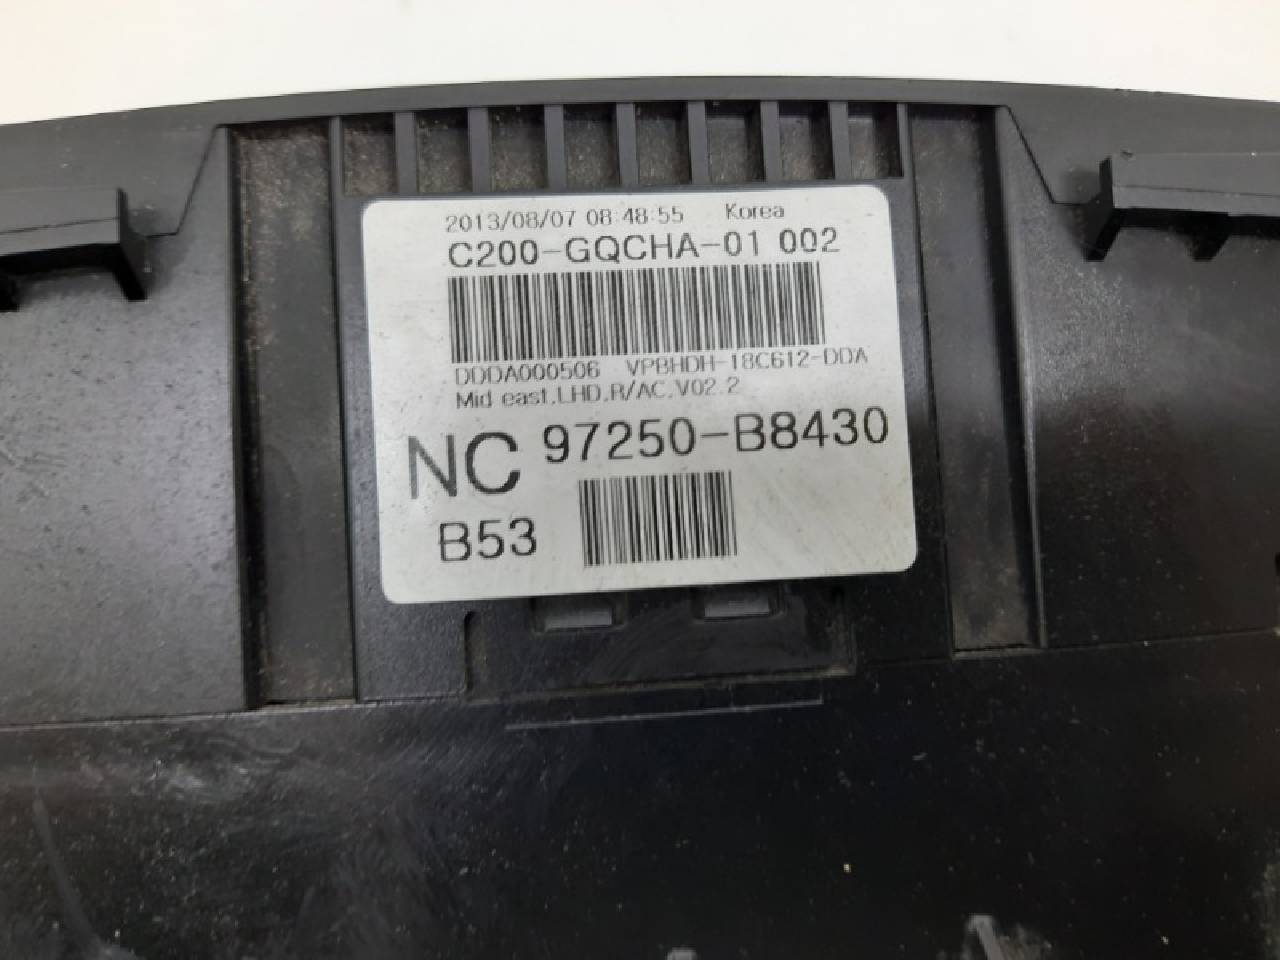 2013/08/07 08:48:55 Korea
C200-GQCHA-01 002
DDDA000506 VPBHDH-18C612-DDA
Mid east,LHD,R/AC,V02.2
NC 97250-B8430
B53